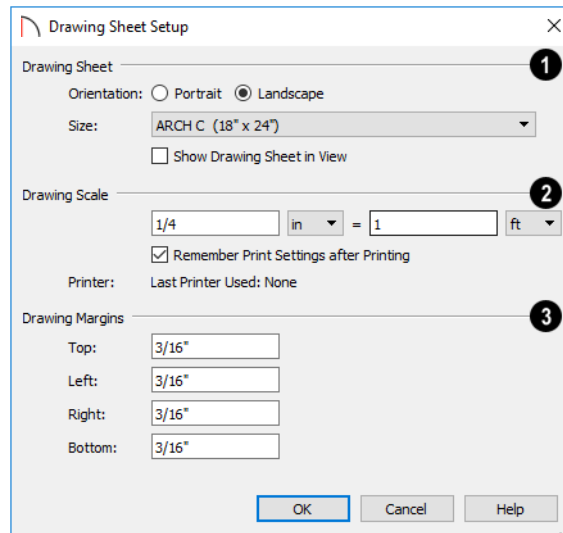 Drawing Sheet Setup
Drawing Sheet 1
Orientation: Portrait Landscape
Size: ARCH C (18" x 24")
Show Drawing Sheet in View
Drawing Scale 2
1/4 in = 1 ft
Remember Print Settings after Printing
Printer: Last Printer Used: None
Drawing Margins 3
Top: 3/16"
Left: 3/16"
Right: 3/16"
Bottom: 3/16"
OK Cancel Help